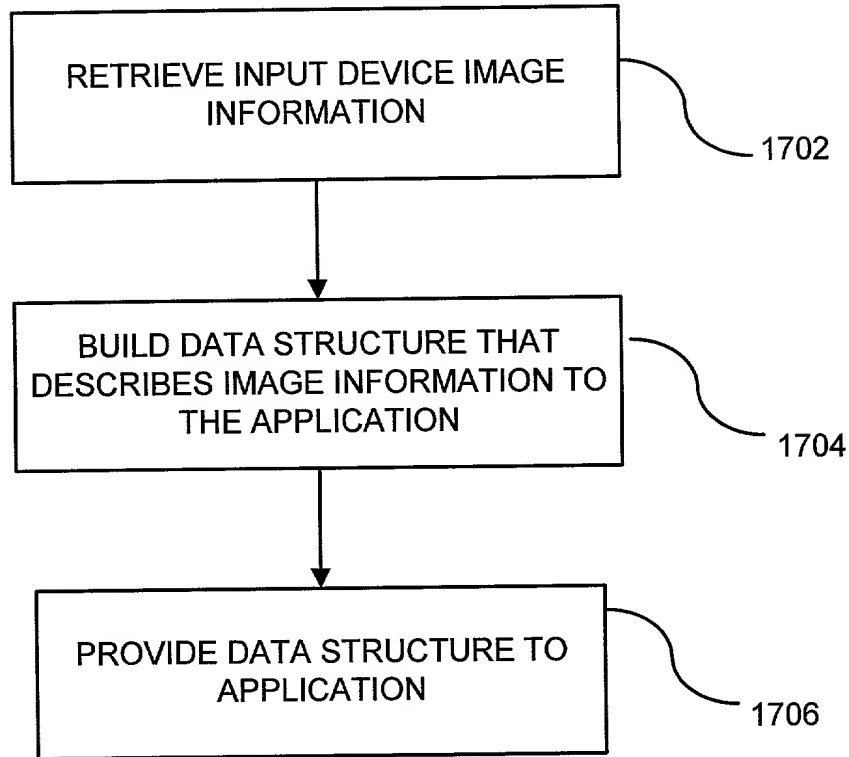 RETRIEVE INPUT DEVICE IMAGE
INFORMATION
1702
BUILD DATA STRUCTURE THAT
DESCRIBES IMAGE INFORMATION TO
THE APPLICATION
1704
PROVIDE DATA STRUCTURE TO
APPLICATION
1706